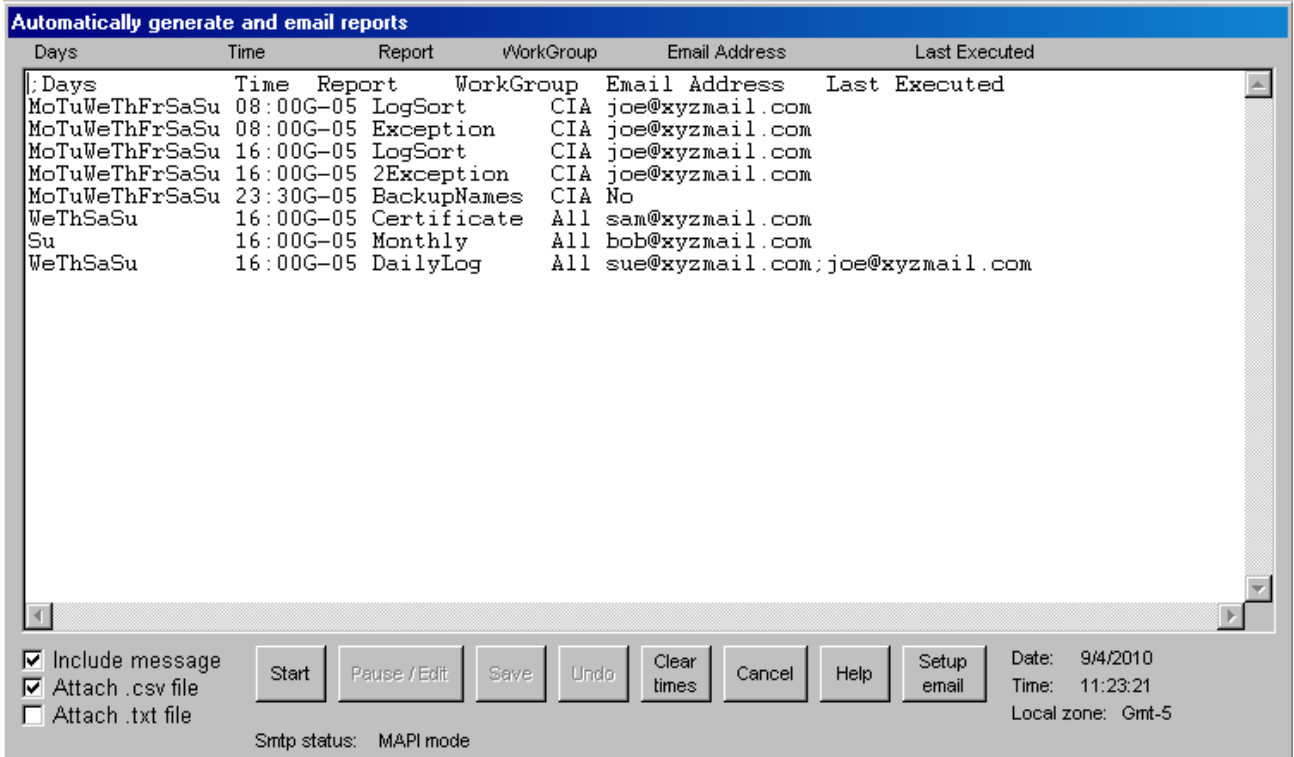 Automatically generate and email reports
Days Time Report WorkGroup Email Address Last Executed
;Days Time Report WorkGroup Email Address Last Executed
MoTuWeThFrSaSu 08:00G-05 LogSort CIA joe@xyzmail.com
MoTuWeThFrSaSu 08:00G-05 Exception CIA joe@xyzmail.com
MoTuWeThFrSaSu 16:00G-05 LogSort CIA joe@xyzmail.com
MoTuWeThFrSaSu 16:00G-05 2Exception CIA joe@xyzmail.com
MoTuWeThFrSaSu 23:30G-05 BackupNames CIA No
WeThSaSu 16:00G-05 Certificate All sam@xyzmail.com
Su 16:00G-05 Monthly All bob@xyzmail.com
WeThSaSu 16:00G-05 DailyLog All sue@xyzmail.com;joe@xyzmail.com
Include message
Attach .csv file
Attach .txt file
Start
Pause / Edit
Save
Undo
Clear
times
Cancel
Help
Setup
email
Date: 9/4/2010
Time: 11:23:21
Local zone: Gmt-5
Smtp status: MAPI mode